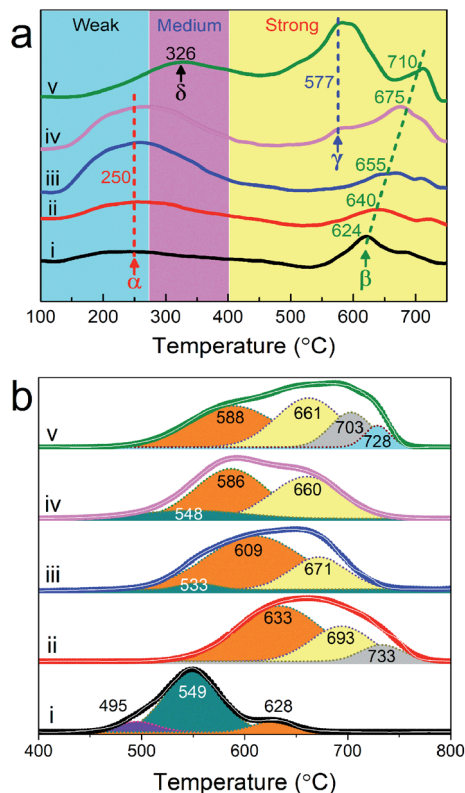 a
Weak Medium Strong
326
δ
577
γ
710
675
655
640
624
β
250
α
v
iv
iii
ii
i
100 200 300 400 500 600 700
Temperature (°C)
b
v
588 661 703 728
iv
586 660
548
iii
609 671
533
ii
633 693 733
i
495 549 628
400 500 600 700 800
Temperature (°C)